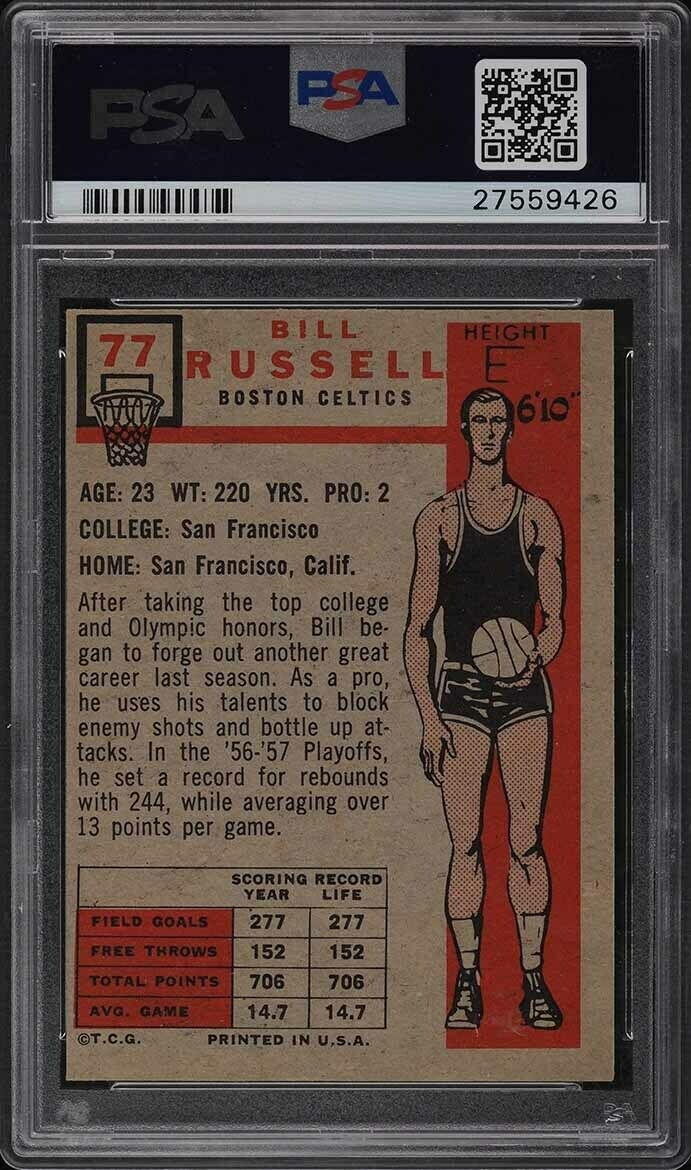 PSA
PSA
27559426
77
BILL
RUSSELL
BOSTON CELTICS
HEIGHT
E
6'10"
AGE: 23 WT: 220 YRS. PRO: 2
COLLEGE: San Francisco
HOME: San Francisco, Calif.
After taking the top college
and Olympic honors, Bill be-
gan to forge out another great
career last season. As a pro,
he uses his talents to block
enemy shots and bottle up at-
tacks. In the '56-'57 Playoffs,
he set a record for rebounds
with 244, while averaging over
13 points per game.
SCORING RECORD
YEAR LIFE
FIELD GOALS 277 277
FREE THROWS 152 152
TOTAL POINTS 706 706
AVG. GAME 14.7 14.7
©T.C.G. PRINTED IN U.S.A.
PSA